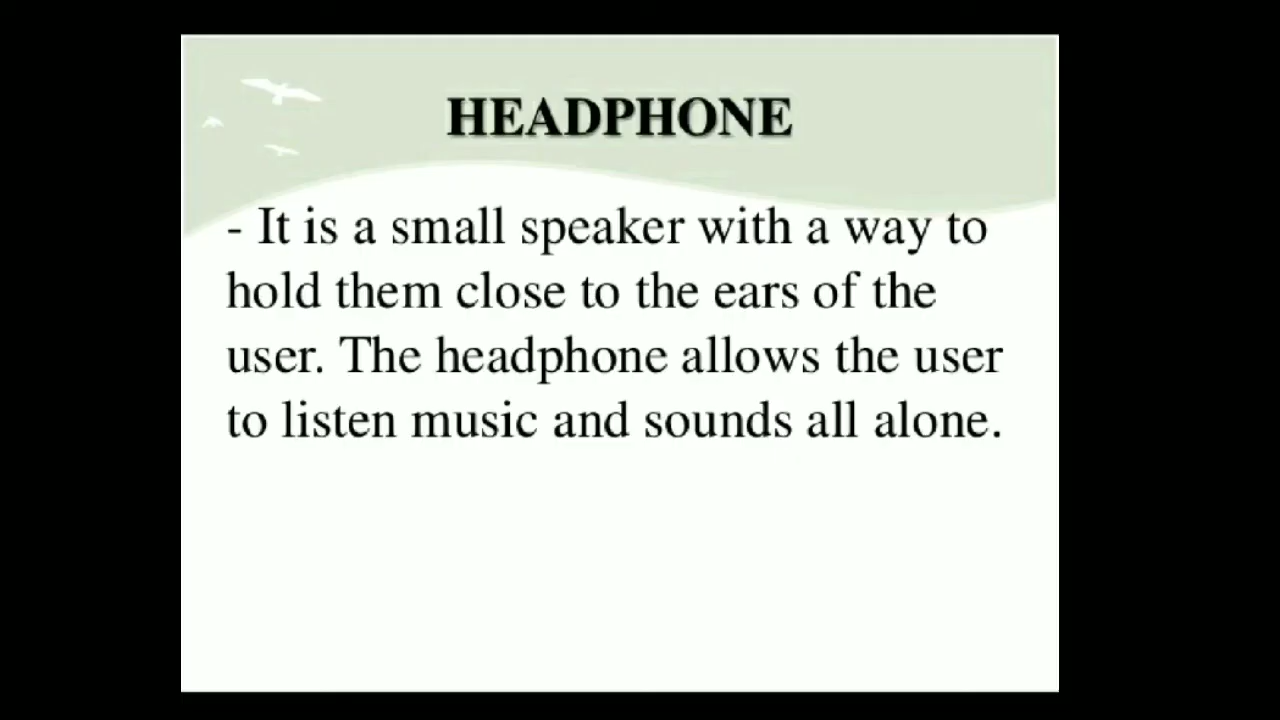 HEADPHONE
- It is a small speaker with a way to
hold them close to the ears of the
user. The headphone allows the user
to listen music and sounds all alone.